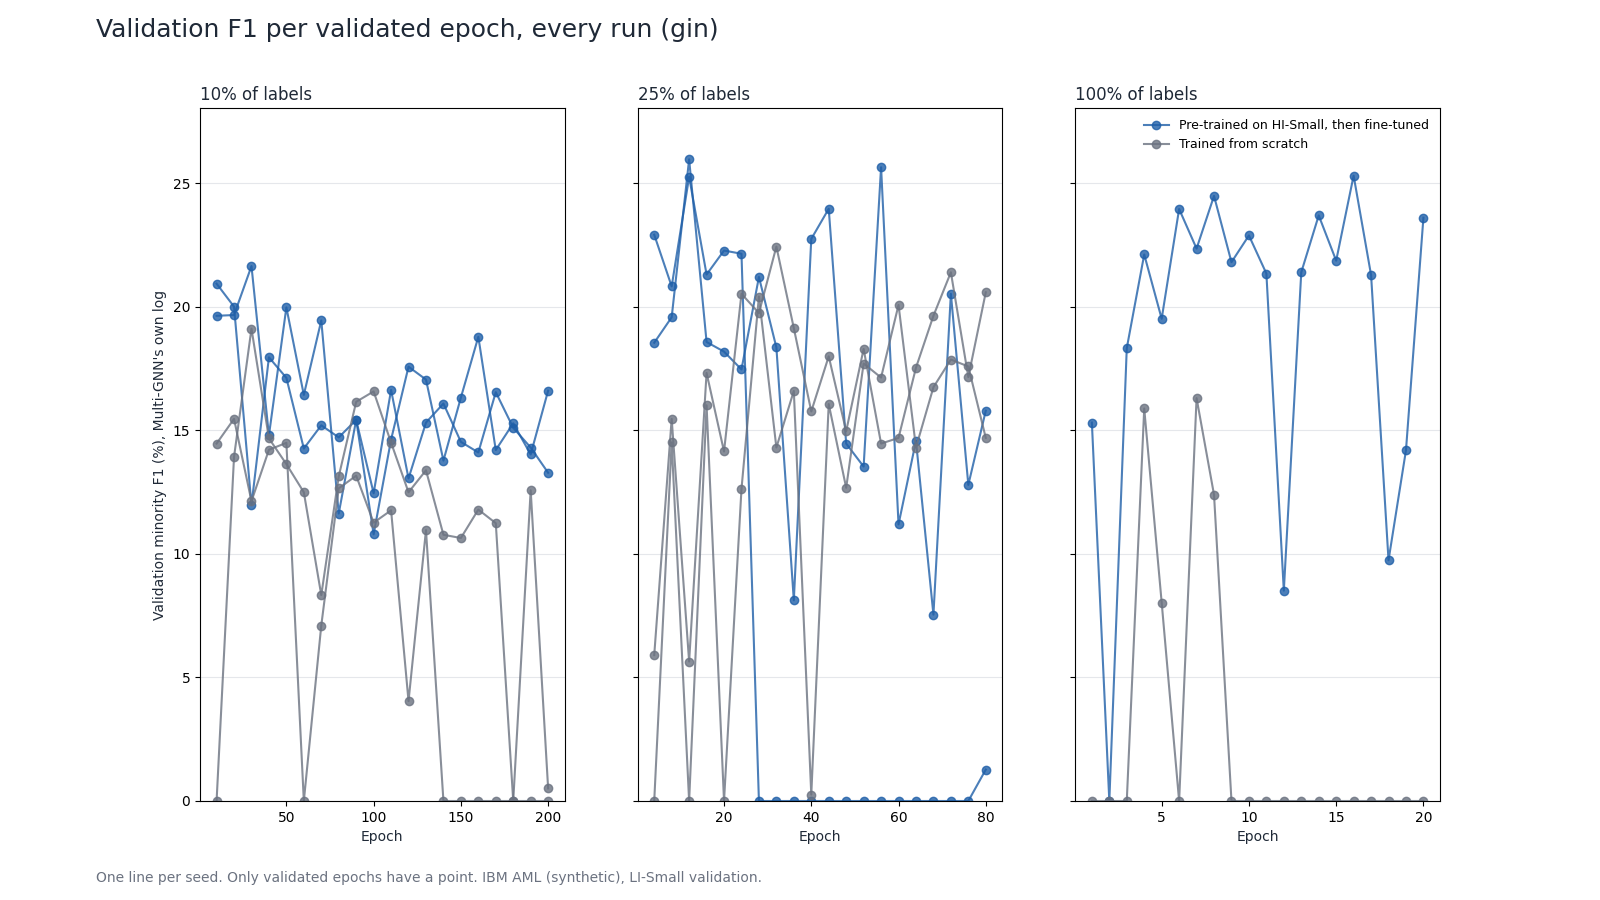 Validation F1 per validated epoch, every run (gin)
10% of labels
25% of labels
100% of labels
Pre-trained on HI-Small, then fine-tuned
Trained from scratch
Validation minority F1 (%), Multi-GNN's own log
25
20
15
10
5
0
50 100 150 200
20 40 60 80
5 10 15 20
Epoch
Epoch
Epoch
One line per seed. Only validated epochs have a point. IBM AML (synthetic), LI-Small validation.